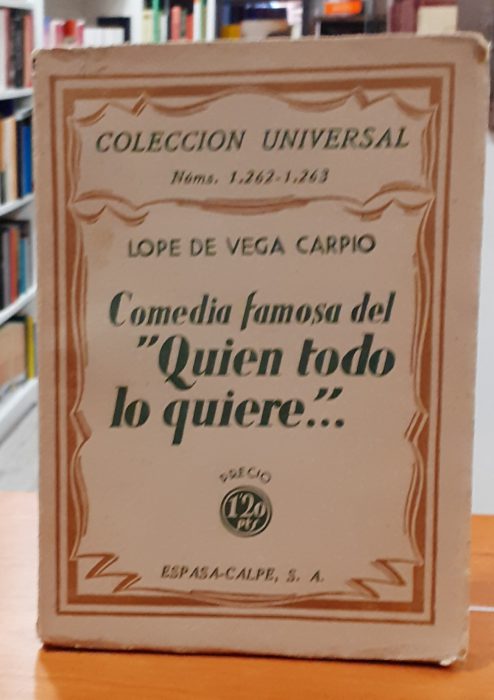 COLECCION UNIVERSAL
Núms. 1.262-1.263
LOPE DE VEGA CARPIO
Comedia famosa del
"Quien todo
lo quiere..."
PRECIO
1'20
PTS
ESPASA-CALPE, S. A.